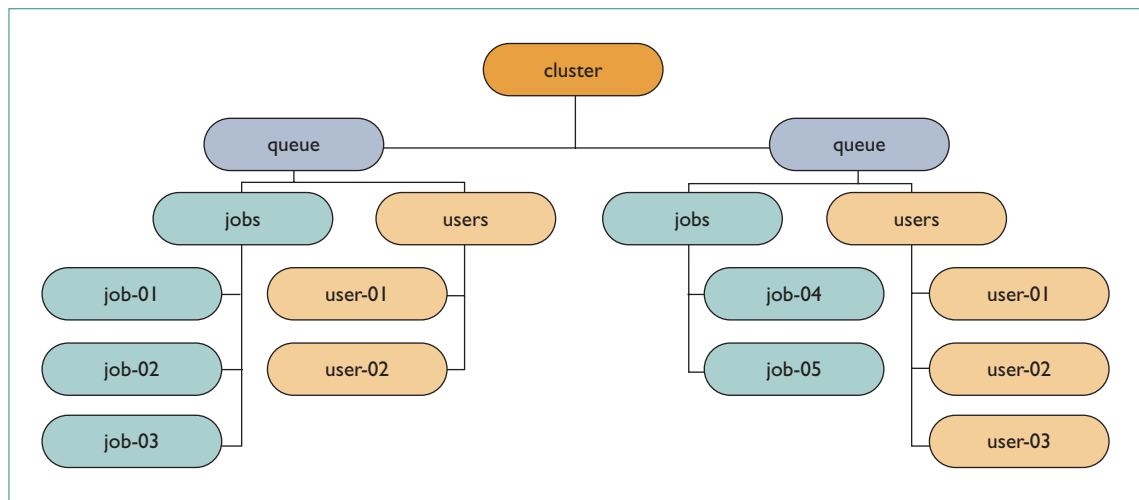 cluster
queue
queue
jobs
users
jobs
users
job-01
user-01
job-04
user-01
job-02
user-02
job-05
user-02
job-03
user-03